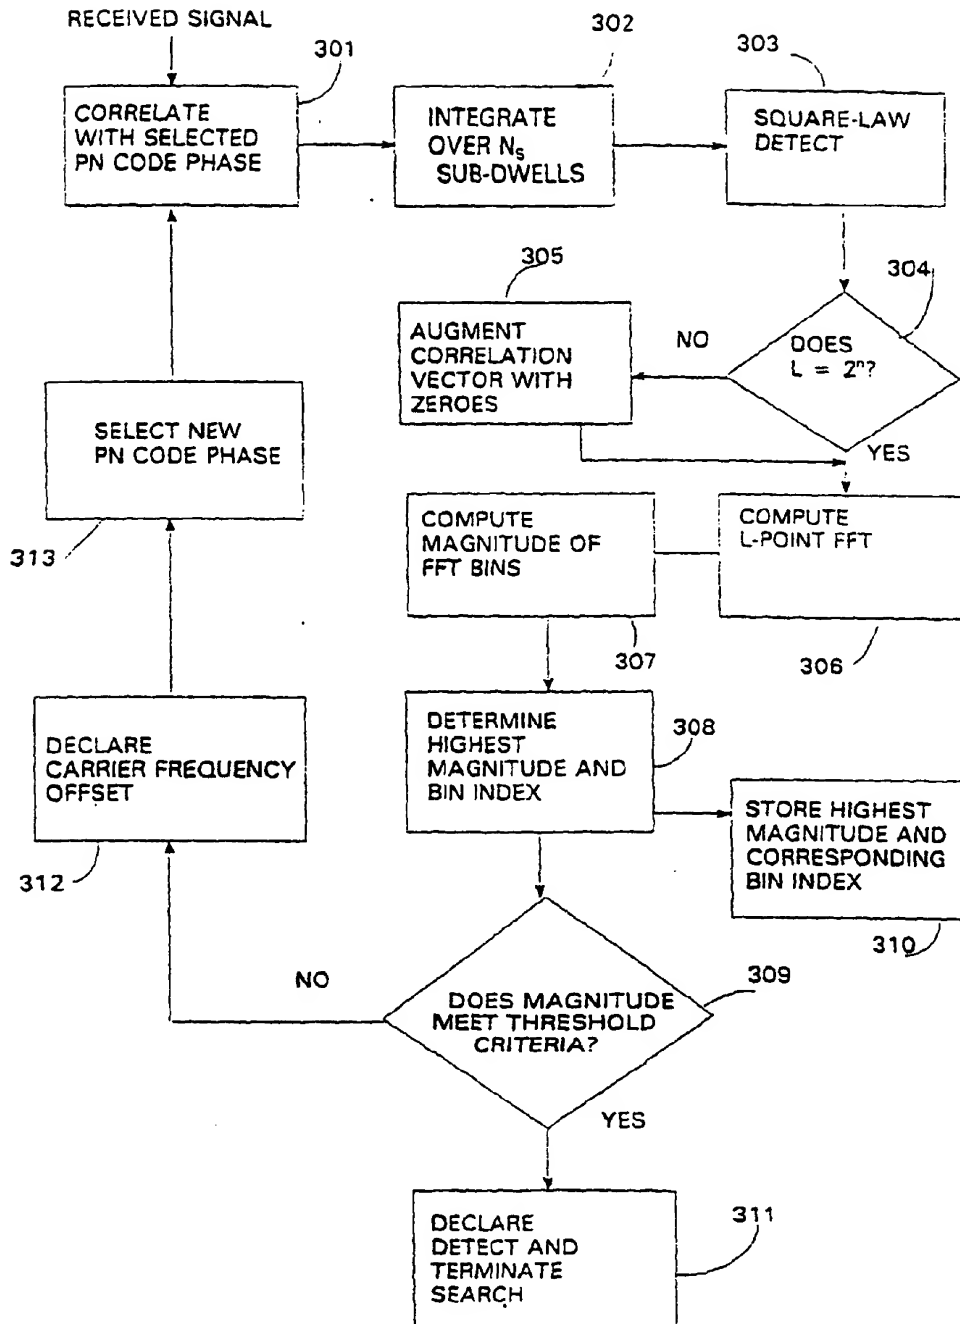 RECEIVED SIGNAL
301
CORRELATE
WITH SELECTED
PN CODE PHASE
302
INTEGRATE
OVER Ns
SUB-DWELLS
303
SQUARE-LAW
DETECT
304
DOES
L = 2ⁿ?
NO
YES
305
AUGMENT
CORRELATION
VECTOR WITH
ZEROES
COMPUTE
L-POINT FFT
306
COMPUTE
MAGNITUDE OF
FFT BINS
307
DETERMINE
HIGHEST
MAGNITUDE AND
BIN INDEX
308
STORE HIGHEST
MAGNITUDE AND
CORRESPONDING
BIN INDEX
310
DOES MAGNITUDE
MEET THRESHOLD
CRITERIA?
309
NO
YES
DECLARE
DETECT AND
TERMINATE
SEARCH
311
DECLARE
CARRIER FREQUENCY
OFFSET
312
SELECT NEW
PN CODE PHASE
313